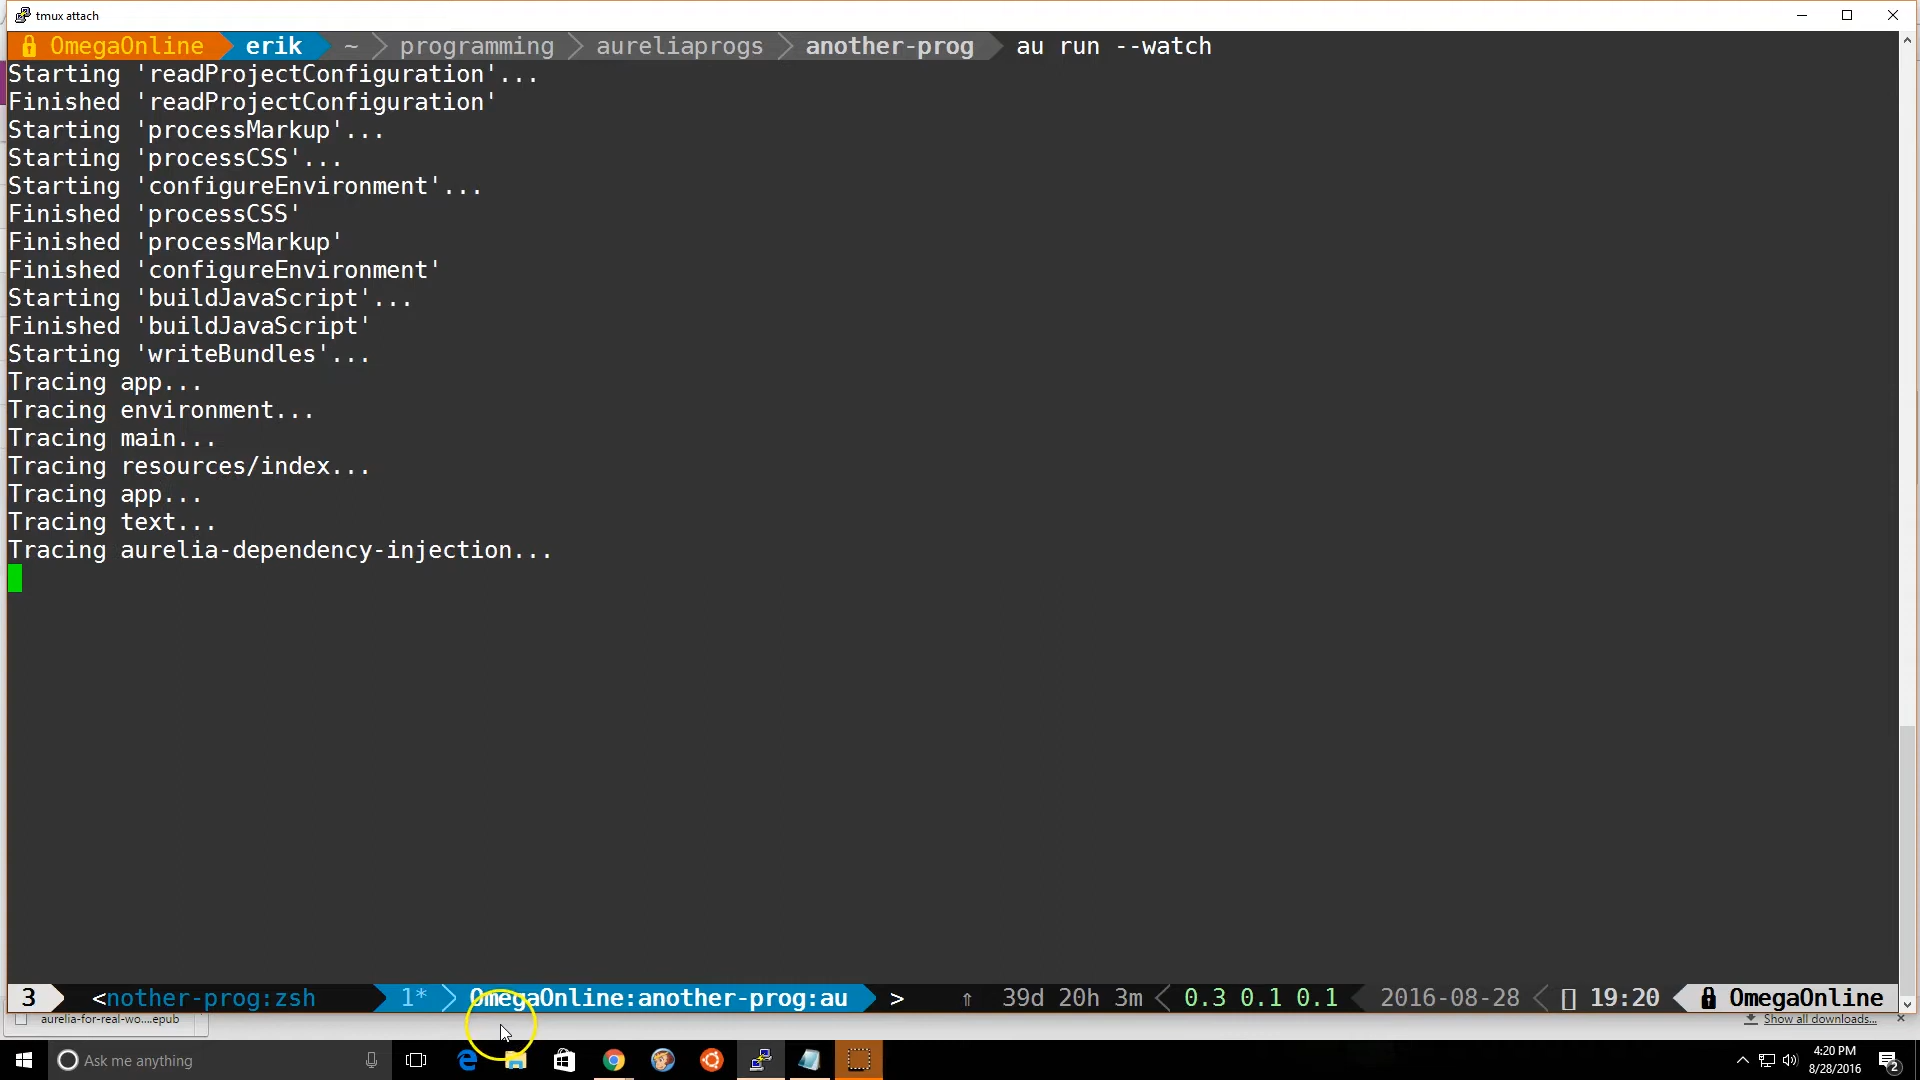 tmux attach
OmegaOnline erik ~ programming aureliaprogs another-prog au run --watch
Starting 'readProjectConfiguration'...
Finished 'readProjectConfiguration'
Starting 'processMarkup'...
Starting 'processCSS'...
Starting 'configureEnvironment'...
Finished 'processCSS'
Finished 'processMarkup'
Finished 'configureEnvironment'
Starting 'buildJavaScript'...
Finished 'buildJavaScript'
Starting 'writeBundles'...
Tracing app...
Tracing environment...
Tracing main...
Tracing resources/index...
Tracing app...
Tracing text...
Tracing aurelia-dependency-injection...
3 <nother-prog:zsh 1* OmegaOnline:another-prog:au > ⇑ 39d 20h 3m 0.3 0.1 0.1 2016-08-28 19:20 OmegaOnline
aurelia-for-real-wo....epub Show all downloads...
Ask me anything
4:20 PM
8/28/2016
2